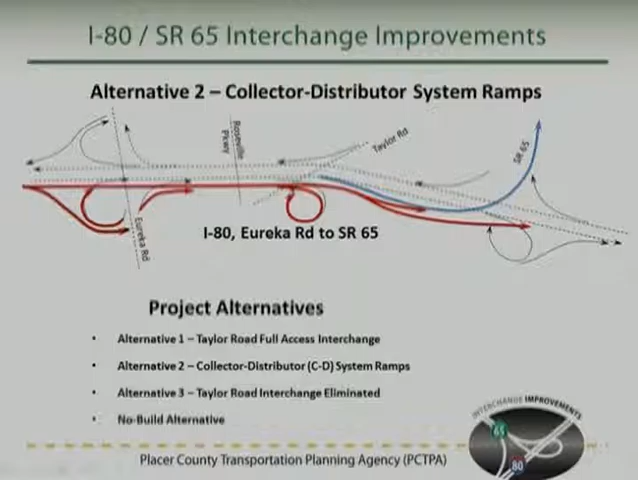 I-80 / SR 65 Interchange Improvements
Alternative 2 – Collector-Distributor System Ramps
Roseville
Pkwy
Taylor Rd
SR 65
Eureka Rd
I-80, Eureka Rd to SR 65
Project Alternatives
• Alternative 1 – Taylor Road Full Access Interchange
• Alternative 2 – Collector-Distributor (C-D) System Ramps
• Alternative 3 – Taylor Road Interchange Eliminated
• No-Build Alternative
INTERCHANGE IMPROVEMENTS
65
80
Placer County Transportation Planning Agency (PCTPA)